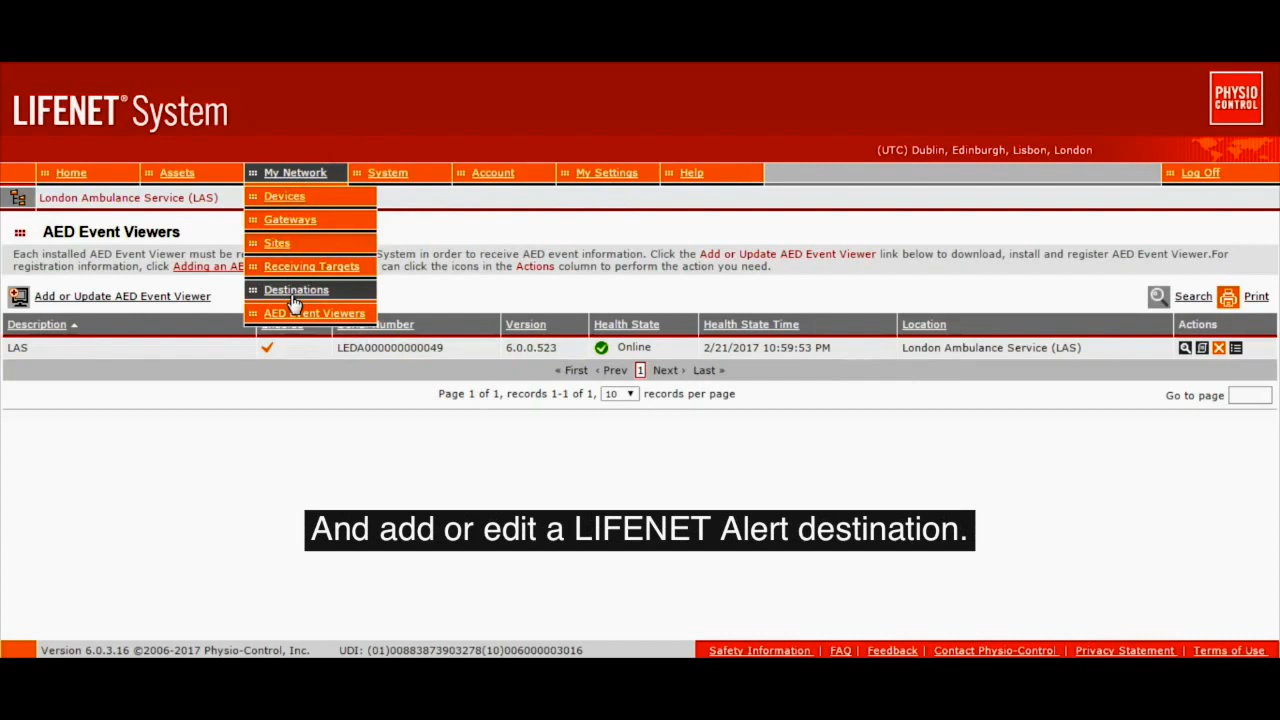 LIFENET® System
PHYSIO
CONTROL
(UTC) Dublin, Edinburgh, Lisbon, London
Home Assets My Network System Account My Settings Help Log Off
London Ambulance Service (LAS)
Devices
Gateways
Sites
Receiving Targets
Destinations
AED Event Viewers
AED Event Viewers
Each installed AED Event Viewer must be System in order to receive AED event information. Click the Add or Update AED Event Viewer link below to download, install and register AED Event Viewer.For
registration information, click Adding an can click the icons in the Actions column to perform the action you need.
Add or Update AED Event Viewer Search Print
Description Number Version Health State Health State Time Location Actions
LAS LEDA000000000049 6.0.0.523 Online 2/21/2017 10:59:53 PM London Ambulance Service (LAS)
« First ‹ Prev 1 Next › Last »
Page 1 of 1, records 1-1 of 1, 10 records per page Go to page
And add or edit a LIFENET Alert destination.
Version 6.0.3.16 ©2006-2017 Physio-Control, Inc. UDI: (01)00883873903278(10)006000003016 Safety Information | FAQ | Feedback | Contact Physio-Control | Privacy Statement | Terms of Use